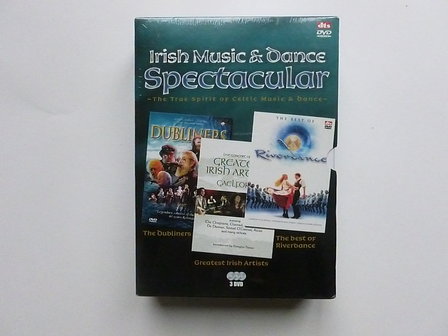 dts
DVD
Irish Music & Dance
Spectacular
~The True Spirit of Celtic Music & Dance~
DUBLINERS
THE BEST OF
Riverdance
GREATEST
IRISH ARTISTS
The Dubliners
The best of
Riverdance
Greatest Irish Artists
3 DVD